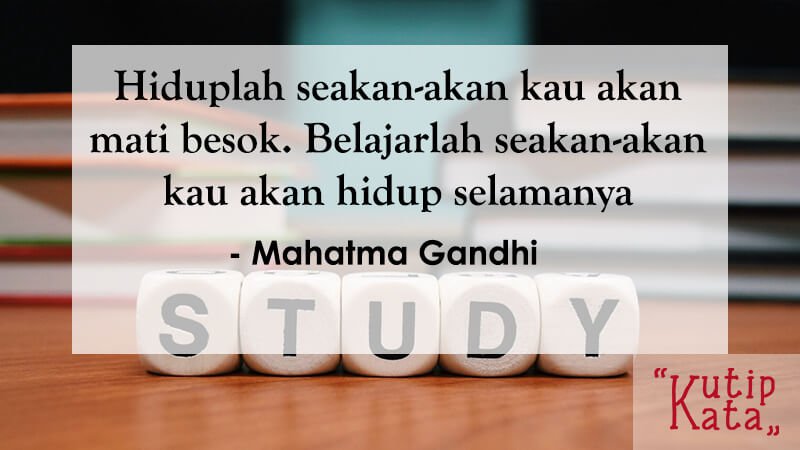 Hiduplah seakan-akan kau akan
mati besok. Belajarlah seakan-akan
kau akan hidup selamanya
- Mahatma Gandhi
STUDY
“Kutip
Kata„